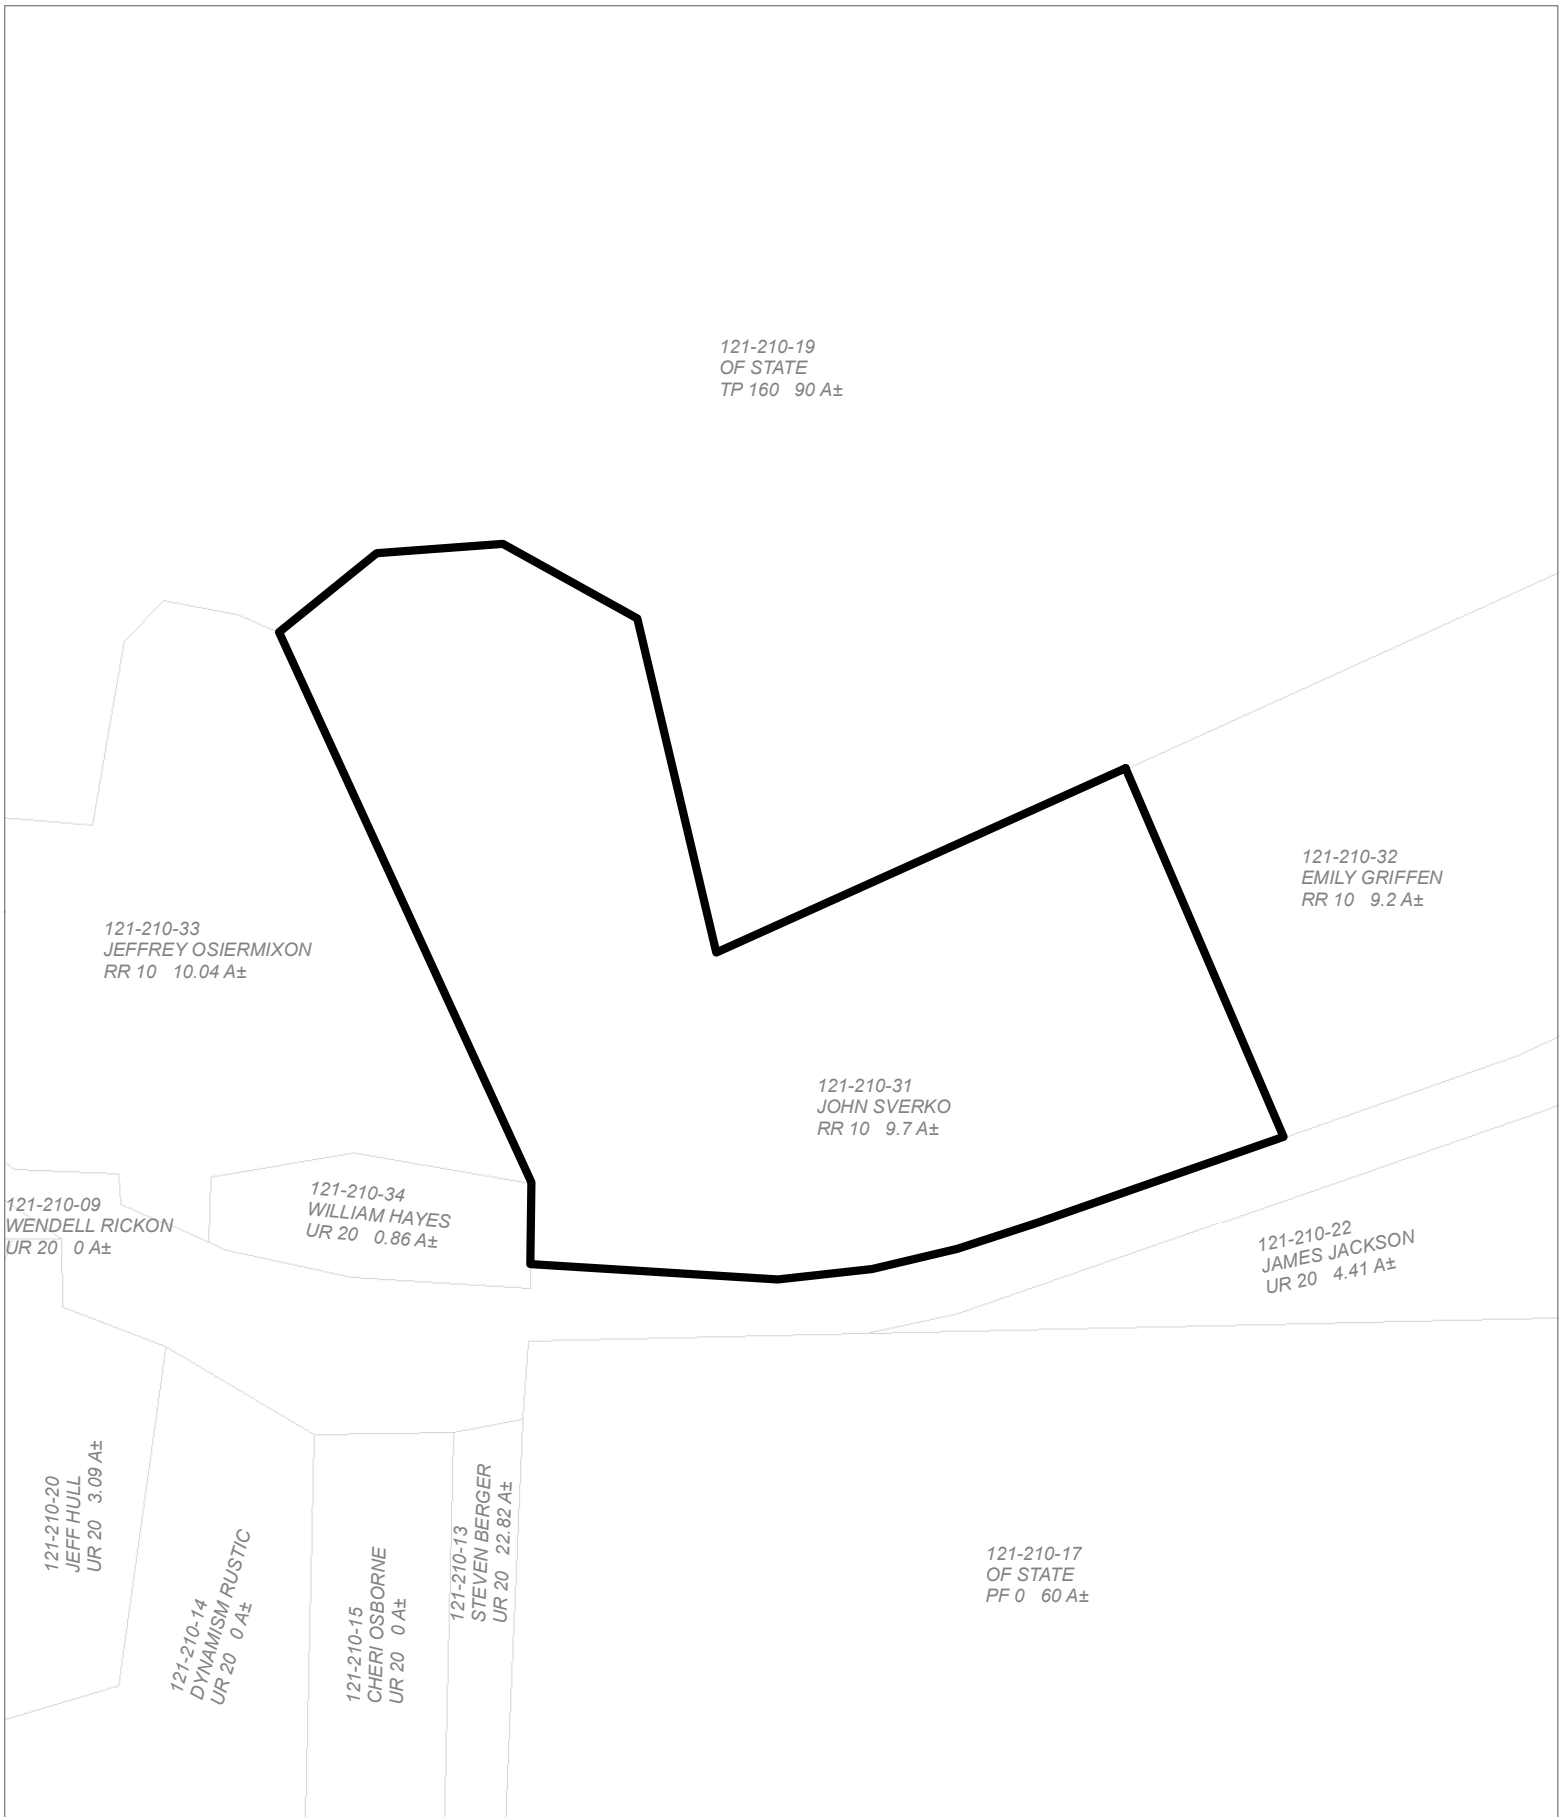 121-210-19
OF STATE
TP 160 90 A±
121-210-32
EMILY GRIFFEN
RR 10 9.2 A±
121-210-33
JEFFREY OSIERMIXON
RR 10 10.04 A±
121-210-31
JOHN SVERKO
RR 10 9.7 A±
121-210-34
WILLIAM HAYES
UR 20 0.86 A±
121-210-09
WENDELL RICKON
UR 20 0 A±
121-210-22
JAMES JACKSON
UR 20 4.41 A±
121-210-20
JEFF HULL
UR 20 3.09 A±
121-210-14
DYNAMISM RUSTIC
UR 20 0 A±
121-210-15
CHERI OSBORNE
UR 20 0 A±
121-210-13
STEVEN BERGER
UR 20 22.82 A±
121-210-17
OF STATE
PF 0 60 A±